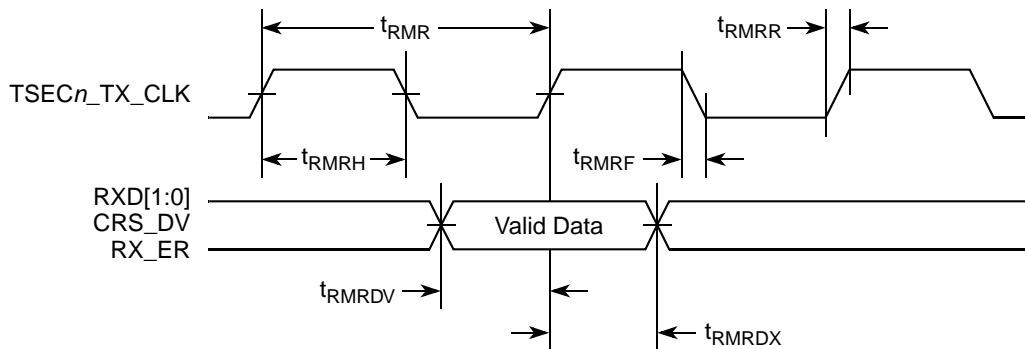 tRMR
tRMRR
TSECn_TX_CLK
tRMRH
tRMRF
RXD[1:0]
CRS_DV
Valid Data
RX_ER
tRMRDV
tRMRDX